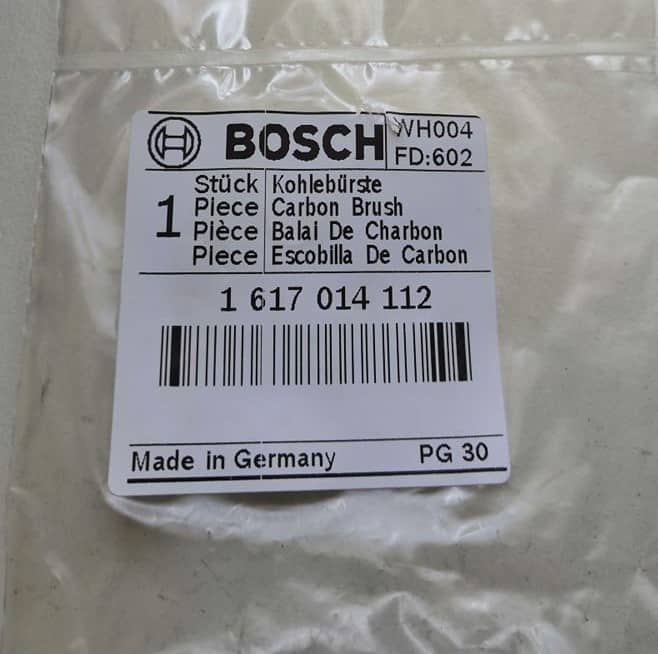 BOSCH
WH004
FD:602
1
Stück Kohlebürste
Piece Carbon Brush
Pièce Balai De Charbon
Piece Escobilla De Carbon
1 617 014 112
Made in Germany PG 30